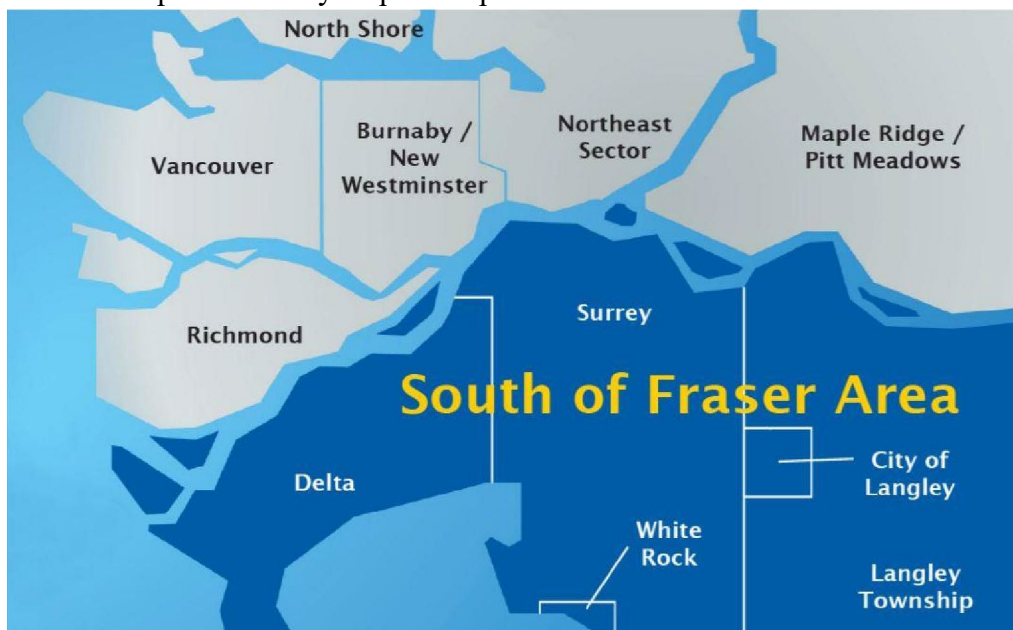 North Shore
Vancouver
Burnaby /
New
Westminster
Northeast
Sector
Maple Ridge /
Pitt Meadows
Richmond
Surrey
South of Fraser Area
Delta
City of
Langley
White
Rock
Langley
Township